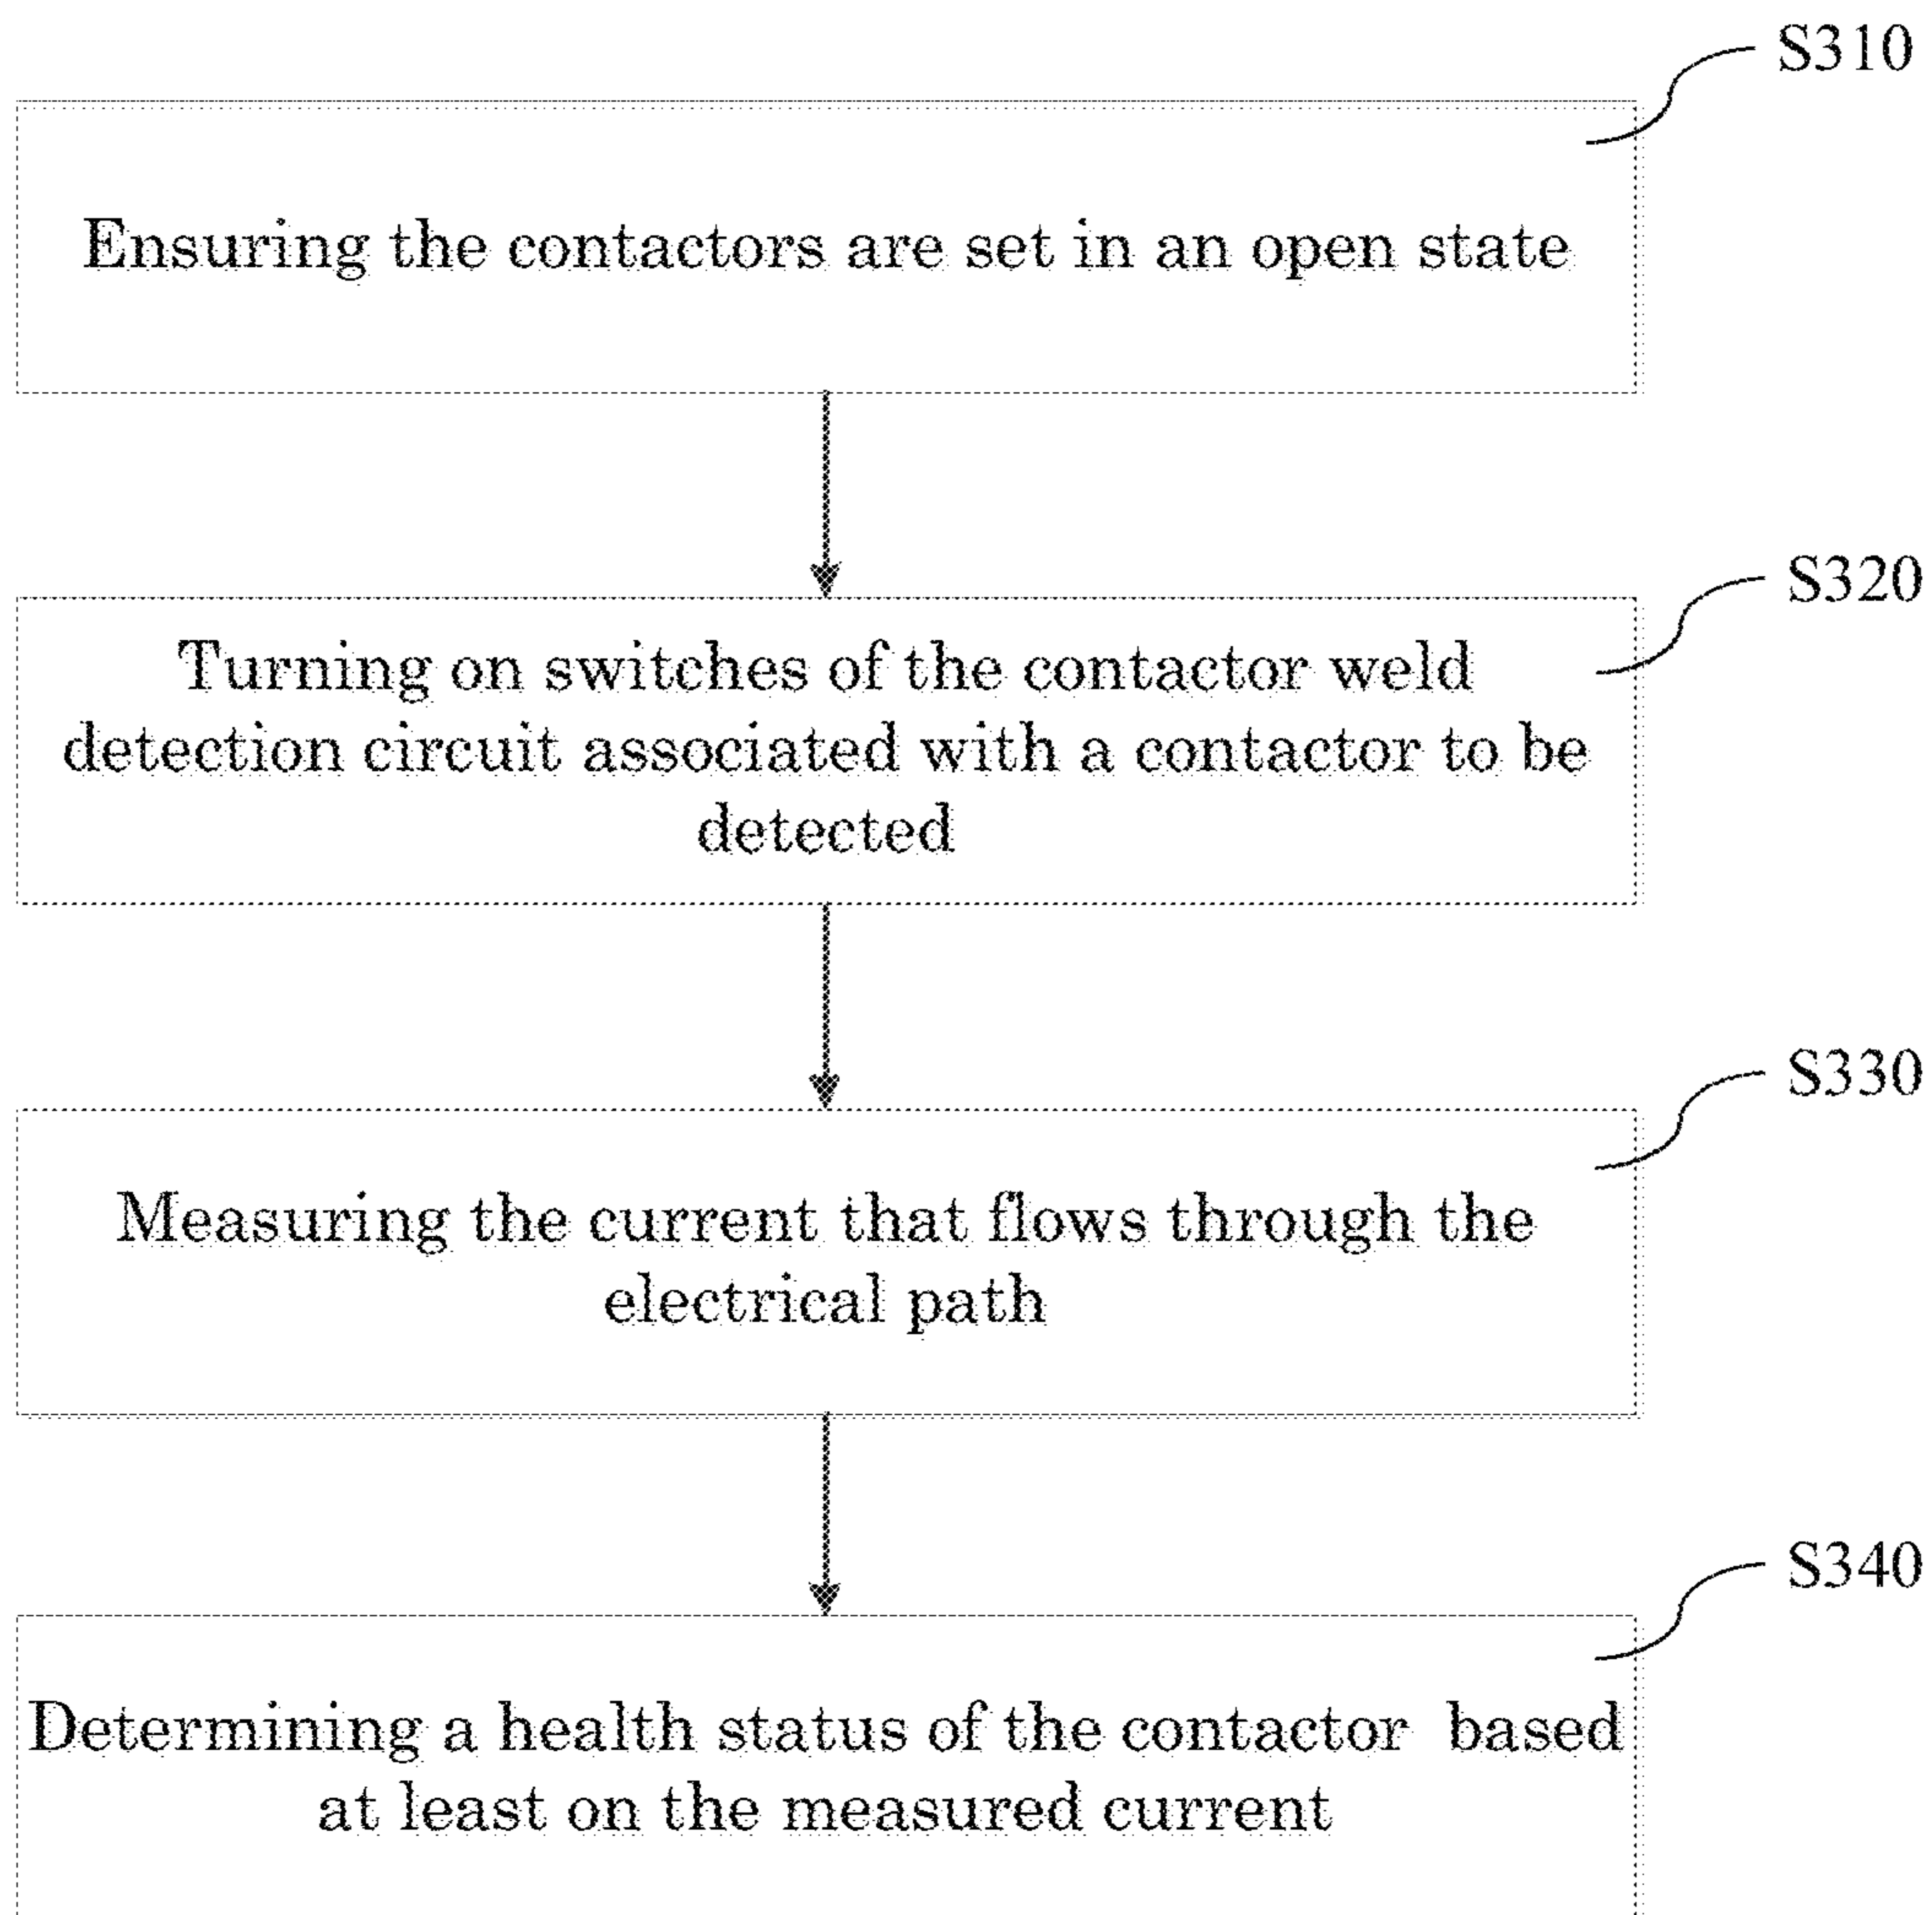 S310
Ensuring the contactors are set in an open state
S320
Turning on switches of the contactor weld
detection circuit associated with a contactor to be
detected
S330
Measuring the current that flows through the
electrical path
S340
Determining a health status of the contactor based
at least on the measured current